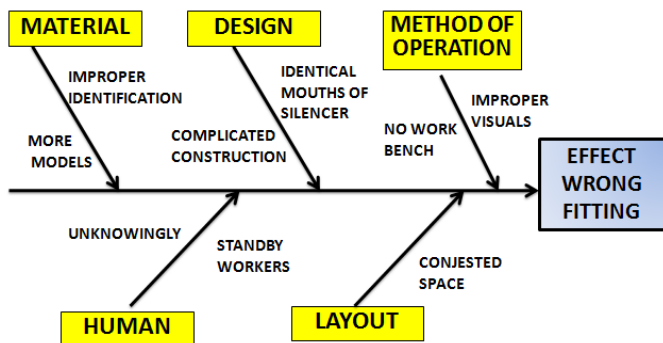 MATERIAL
DESIGN
METHOD OF
OPERATION
IMPROPER
IDENTIFICATION
MORE
MODELS
IDENTICAL
MOUTHS OF
SILENCER
COMPLICATED
CONSTRUCTION
IMPROPER
VISUALS
NO WORK
BENCH
EFFECT
WRONG
FITTING
UNKNOWINGLY
STANDBY
WORKERS
CONJESTED
SPACE
HUMAN
LAYOUT